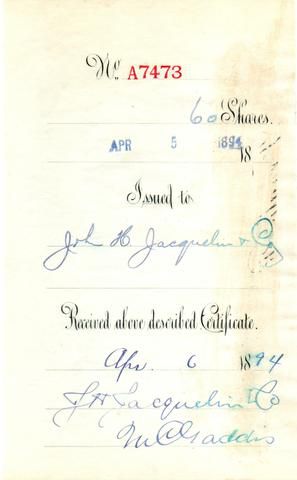 No. A7473
60 Shares.
APR 5 1894
18
Issued to
John H. Jacquelin & Co
Received above described Certificate.
Apr. 6 1894
J H Jacquelin & Co
McGaddis